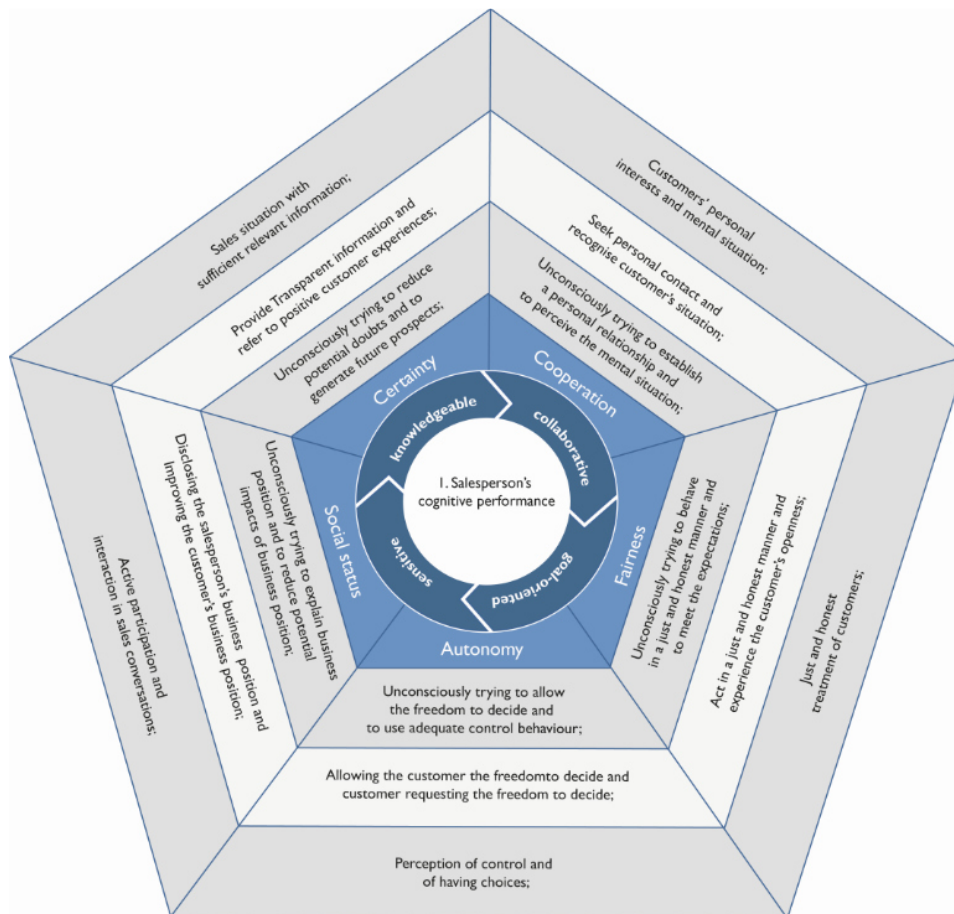 Sales situation with
sufficient relevant information;
Provide Transparent information and
refer to positive customer experiences;
Unconsciously trying to reduce
potential doubts and to
generate future prospects;
Certainty
Customers' personal
interests and mental situation;
Seek personal contact and
recognise customer's situation;
Unconsciously trying to establish
a personal relationship and
to perceive the mental situation;
Cooperation
Just and honest
treatment of customers;
Act in a just and honest manner and
experience the customer's openness;
Unconsciously trying to behave
in a just and honest manner and
to meet the expectations;
Fairness
Active participation and
interaction in sales conversations;
Disclosing the salesperson's business position and
Improving the customer's business position;
Unconsciously trying to explain business
position and to reduce potential
impacts of business position;
Social status
knowledgeable
collaborative
goal-oriented
sensitive
1. Salesperson's
cognitive performance
Autonomy
Unconsciously trying to allow
the freedom to decide and
to use adequate control behaviour;
Allowing the customer the freedomto decide and
customer requesting the freedom to decide;
Perception of control and
of having choices;